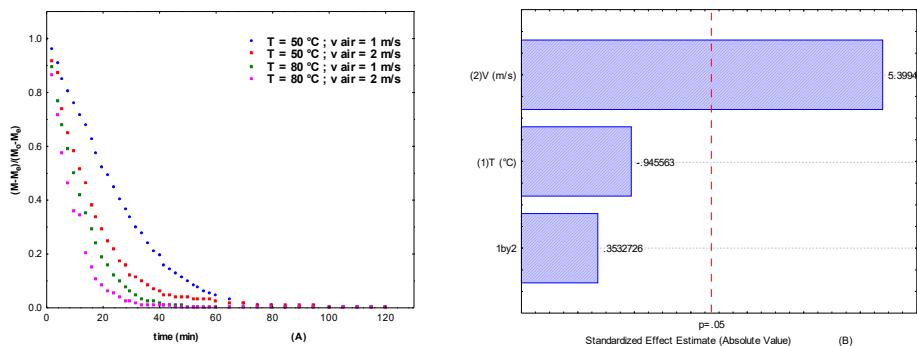 1.0
0.8
0.6
0.4
0.2
0.0
(M-Me)/(Mo-Me)
T = 50 °C ; v air = 1 m/s
T = 50 °C ; v air = 2 m/s
T = 80 °C ; v air = 1 m/s
T = 80 °C ; v air = 2 m/s
0 20 40 60 80 100 120
time (min) (A)
(2)V (m/s)
5.3994
(1)T (°C)
-.945563
1by2
.3532726
p=.05
Standardized Effect Estimate (Absolute Value) (B)